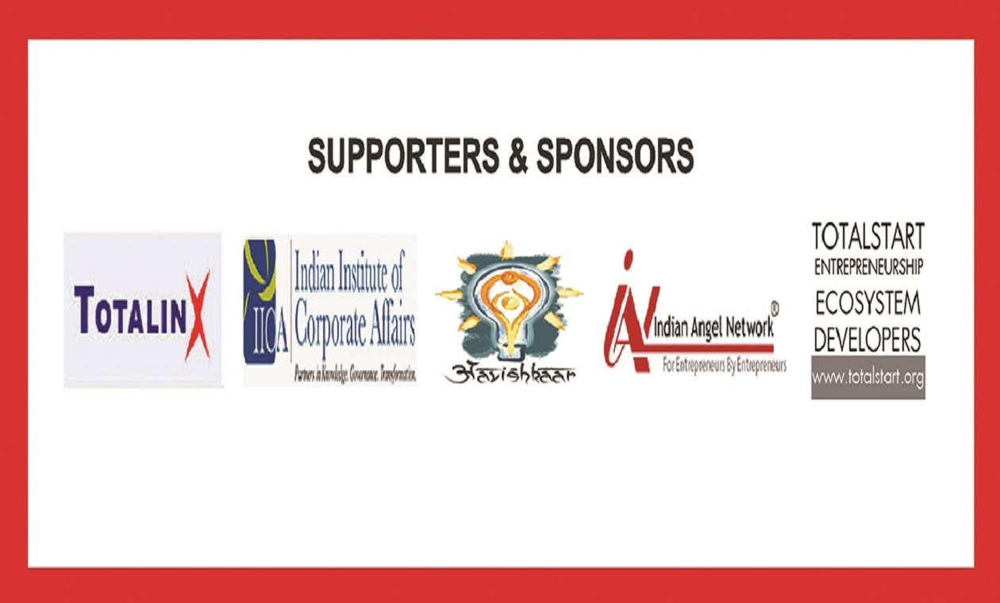 SUPPORTERS & SPONSORS
TOTALINX
IICA
Indian Institute of
Corporate Affairs
Partners in Knowledge. Governance. Transformation.
Aavishkaar
IAN
Indian Angel Network®
For Entrepreneurs By Entrepreneurs
TOTALSTART
ENTREPRENEURSHIP
ECOSYSTEM
DEVELOPERS
www.totalstart.org